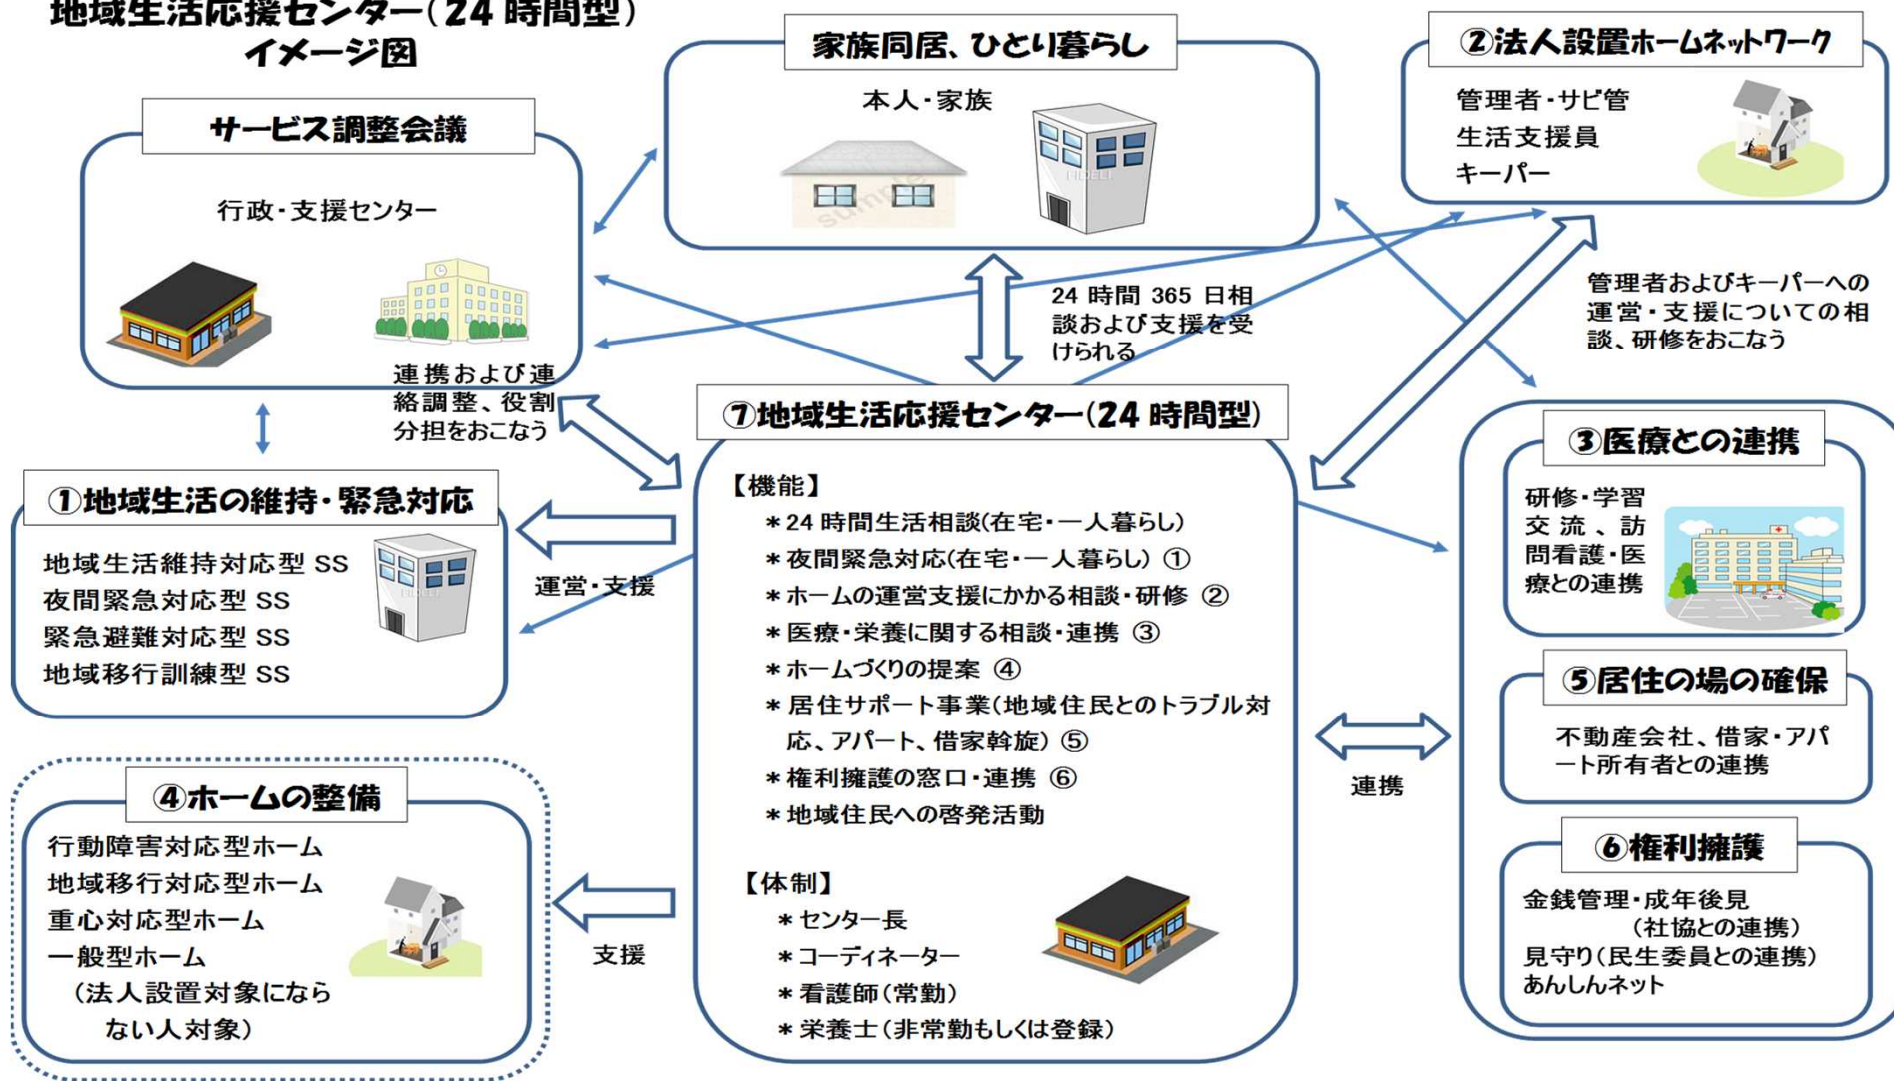 地域生活応援センター(24時間型)
イメージ図
家族同居、ひとり暮らし
本人・家族
sumple
FIDELI
②法人設置ホームネットワーク
管理者・サビ管
生活支援員
キーパー
サービス調整会議
行政・支援センター
連携および連
絡調整、役割
分担をおこなう
24時間365日相
談および支援を受
けられる
管理者およびキーパーへの
運営・支援についての相
談、研修をおこなう
①地域生活の維持・緊急対応
地域生活維持対応型SS
夜間緊急対応型SS
緊急避難対応型SS
地域移行訓練型SS
FIDELI
運営・支援
⑦地域生活応援センター(24時間型)
【機能】
*24時間生活相談(在宅・一人暮らし)
*夜間緊急対応(在宅・一人暮らし)①
*ホームの運営支援にかかる相談・研修②
*医療・栄養に関する相談・連携③
*ホームづくりの提案④
*居住サポート事業(地域住民とのトラブル対
応、アパート、借家斡旋)⑤
*権利擁護の窓口・連携⑥
*地域住民への啓発活動
【体制】
*センター長
*コーディネーター
*看護師(常勤)
*栄養士(非常勤もしくは登録)
③医療との連携
研修・学習
交流、訪
問看護・医
療との連携
⑤居住の場の確保
不動産会社、借家・アパ
ート所有者との連携
連携
⑥権利擁護
金銭管理・成年後見
(社協との連携)
見守り(民生委員との連携)
あんしんネット
④ホームの整備
行動障害対応型ホーム
地域移行対応型ホーム
重心対応型ホーム
一般型ホーム
(法人設置対象になら
ない人対象)
支援